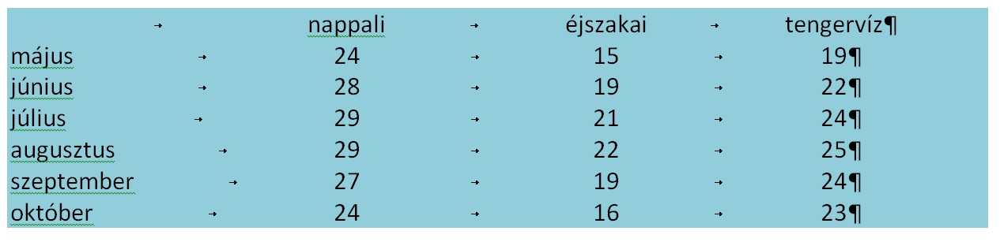 → nappali → éjszakai → tengervíz¶
május → 24 → 15 → 19¶
június → 28 → 19 → 22¶
július → 29 → 21 → 24¶
augusztus → 29 → 22 → 25¶
szeptember → 27 → 19 → 24¶
október → 24 → 16 → 23¶